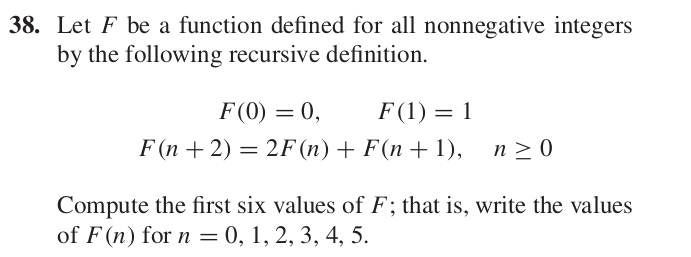 38. Let F be a function defined for all nonnegative integers
by the following recursive definition.
F(0) = 0,  F(1) = 1
F(n + 2) = 2F(n) + F(n + 1),  n ≥ 0
Compute the first six values of F; that is, write the values
of F(n) for n = 0, 1, 2, 3, 4, 5.